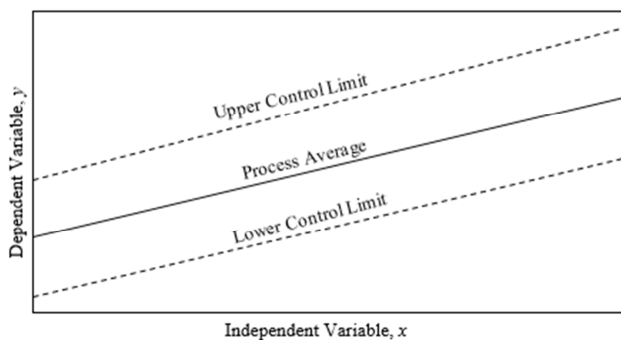 Dependent Variable, y
Upper Control Limit
Process Average
Lower Control Limit
Independent Variable, x